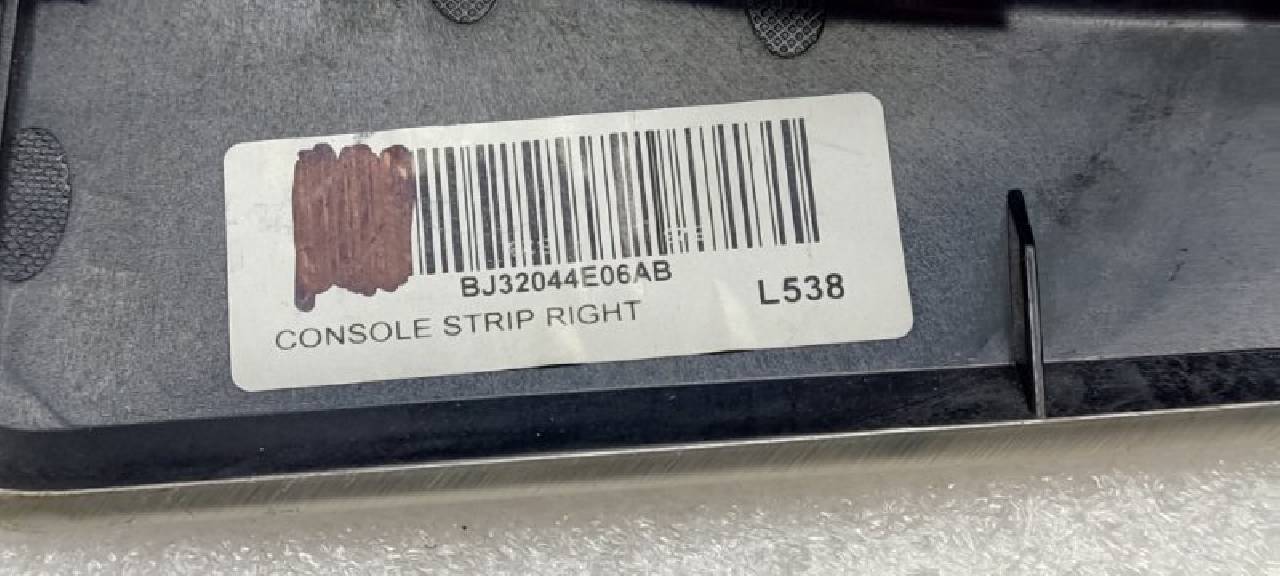 BJ32044E06AB
L538
CONSOLE STRIP RIGHT